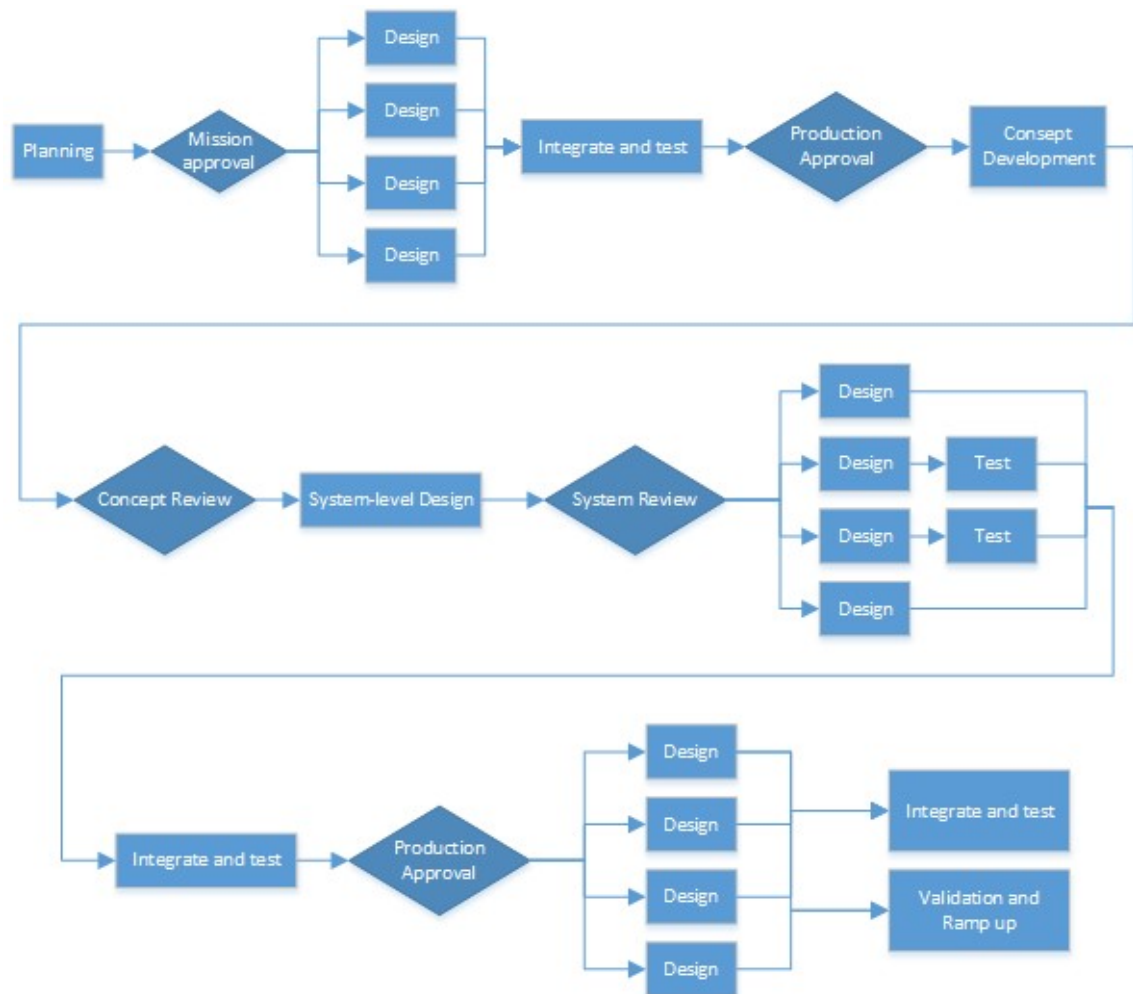 Planning
Mission
approval
Design
Design
Design
Design
Integrate and test
Production
Approval
Consept
Development
Concept Review
System-level Design
System Review
Design
Design
Test
Design
Test
Design
Integrate and test
Production
Approval
Design
Design
Design
Design
Integrate and test
Validation and
Ramp up